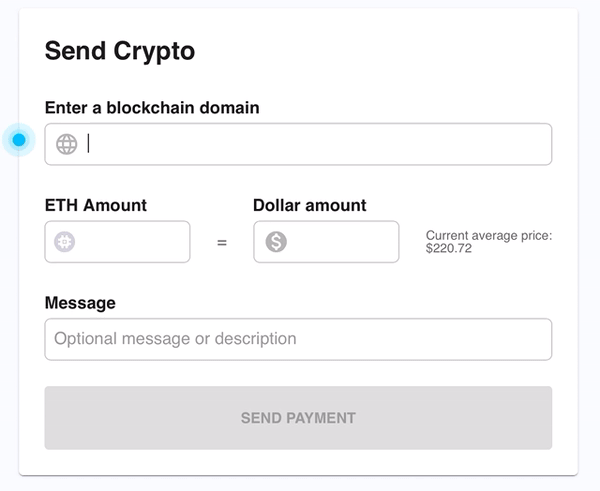 Send Crypto
Enter a blockchain domain
ETH Amount
Dollar amount
=
Current average price:
$220.72
Message
Optional message or description
SEND PAYMENT